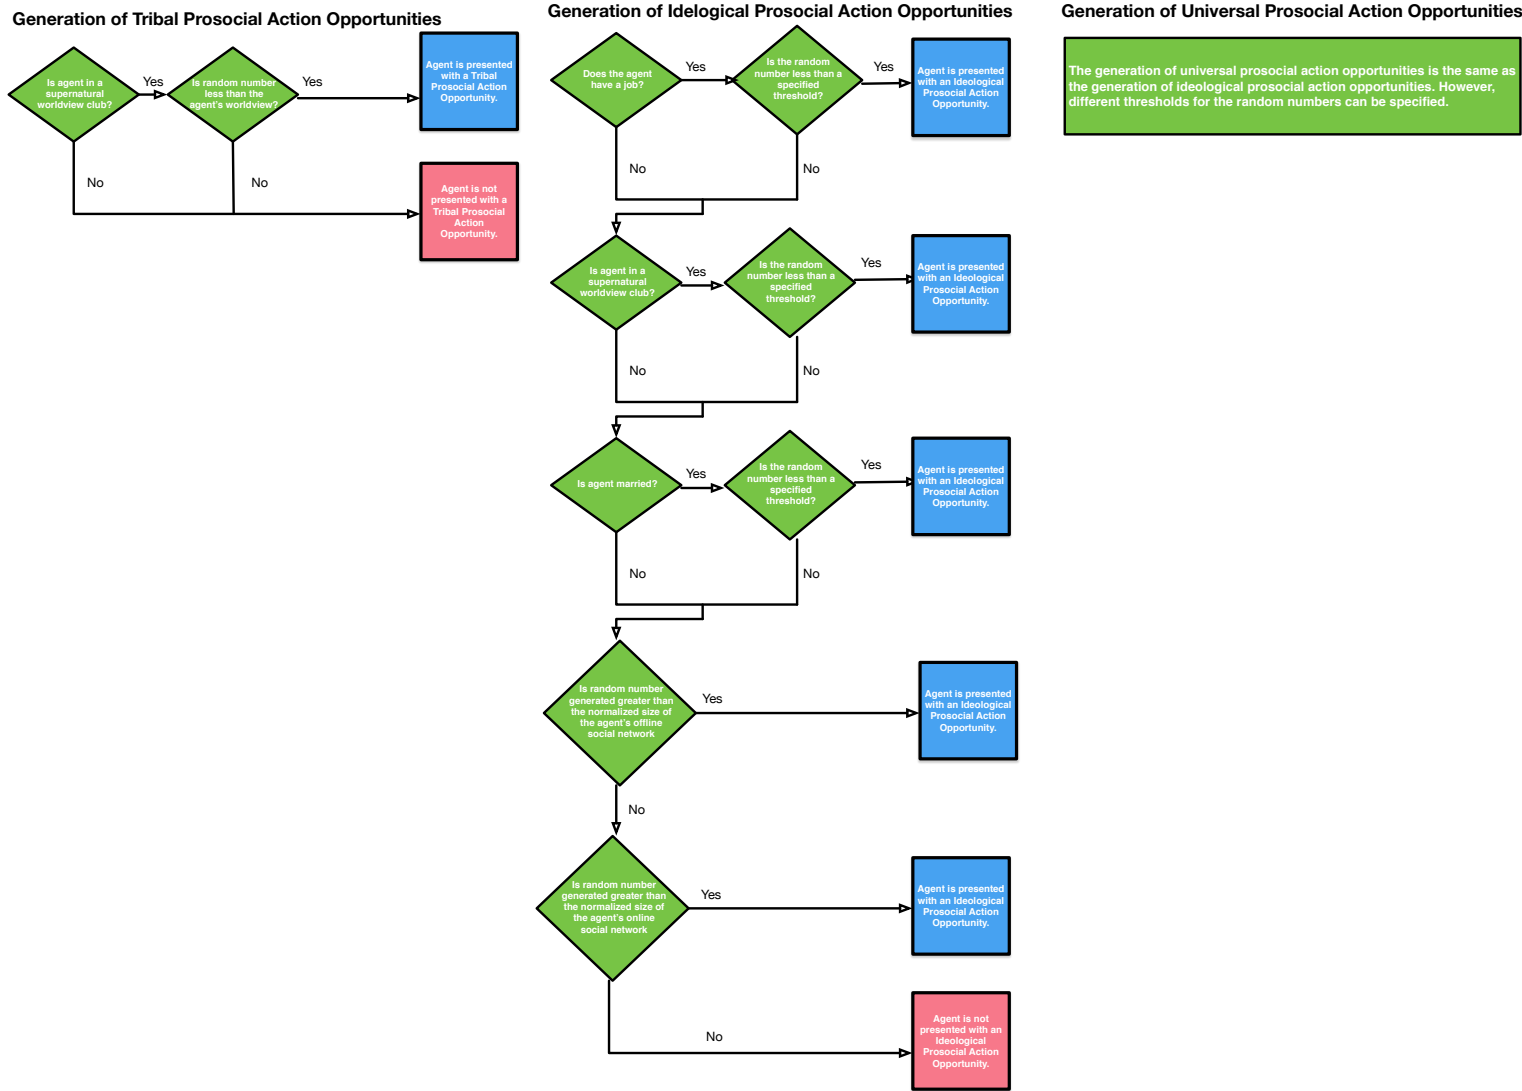 Generation of Tribal Prosocial Action Opportunities
Is agent in a
supernatural
worldview club?
Yes
Is random number
less than the
agent's worldview?
Yes
Agent is presented
with a Tribal
Prosocial Action
Opportunity.
No
No
Agent is not
presented with a
Tribal Prosocial
Action
Opportunity.
Generation of Idelogical Prosocial Action Opportunities
Does the agent
have a job?
Yes
Is the random
number less than a
specified
threshold?
Yes
Agent is presented
with an Ideological
Prosocial Action
Opportunity.
No
No
Is agent in a
supernatural
worldview club?
Yes
Is the random
number less than a
specified
threshold?
Yes
Agent is presented
with an Ideological
Prosocial Action
Opportunity.
No
No
Is agent married?
Yes
Is the random
number less than a
specified
threshold?
Yes
Agent is presented
with an Ideological
Prosocial Action
Opportunity.
No
No
Is random number
generated greater than
the normalized size of
the agent's offline
social network
Yes
Agent is presented
with an Ideological
Prosocial Action
Opportunity.
No
Is random number
generated greater than
the normalized size of
the agent's online
social network
Yes
Agent is presented
with an Ideological
Prosocial Action
Opportunity.
No
Agent is not
presented with an
Ideological
Prosocial Action
Opportunity.
Generation of Universal Prosocial Action Opportunities
The generation of universal prosocial action opportunities is the same as
the generation of ideological prosocial action opportunities. However,
different thresholds for the random numbers can be specified.